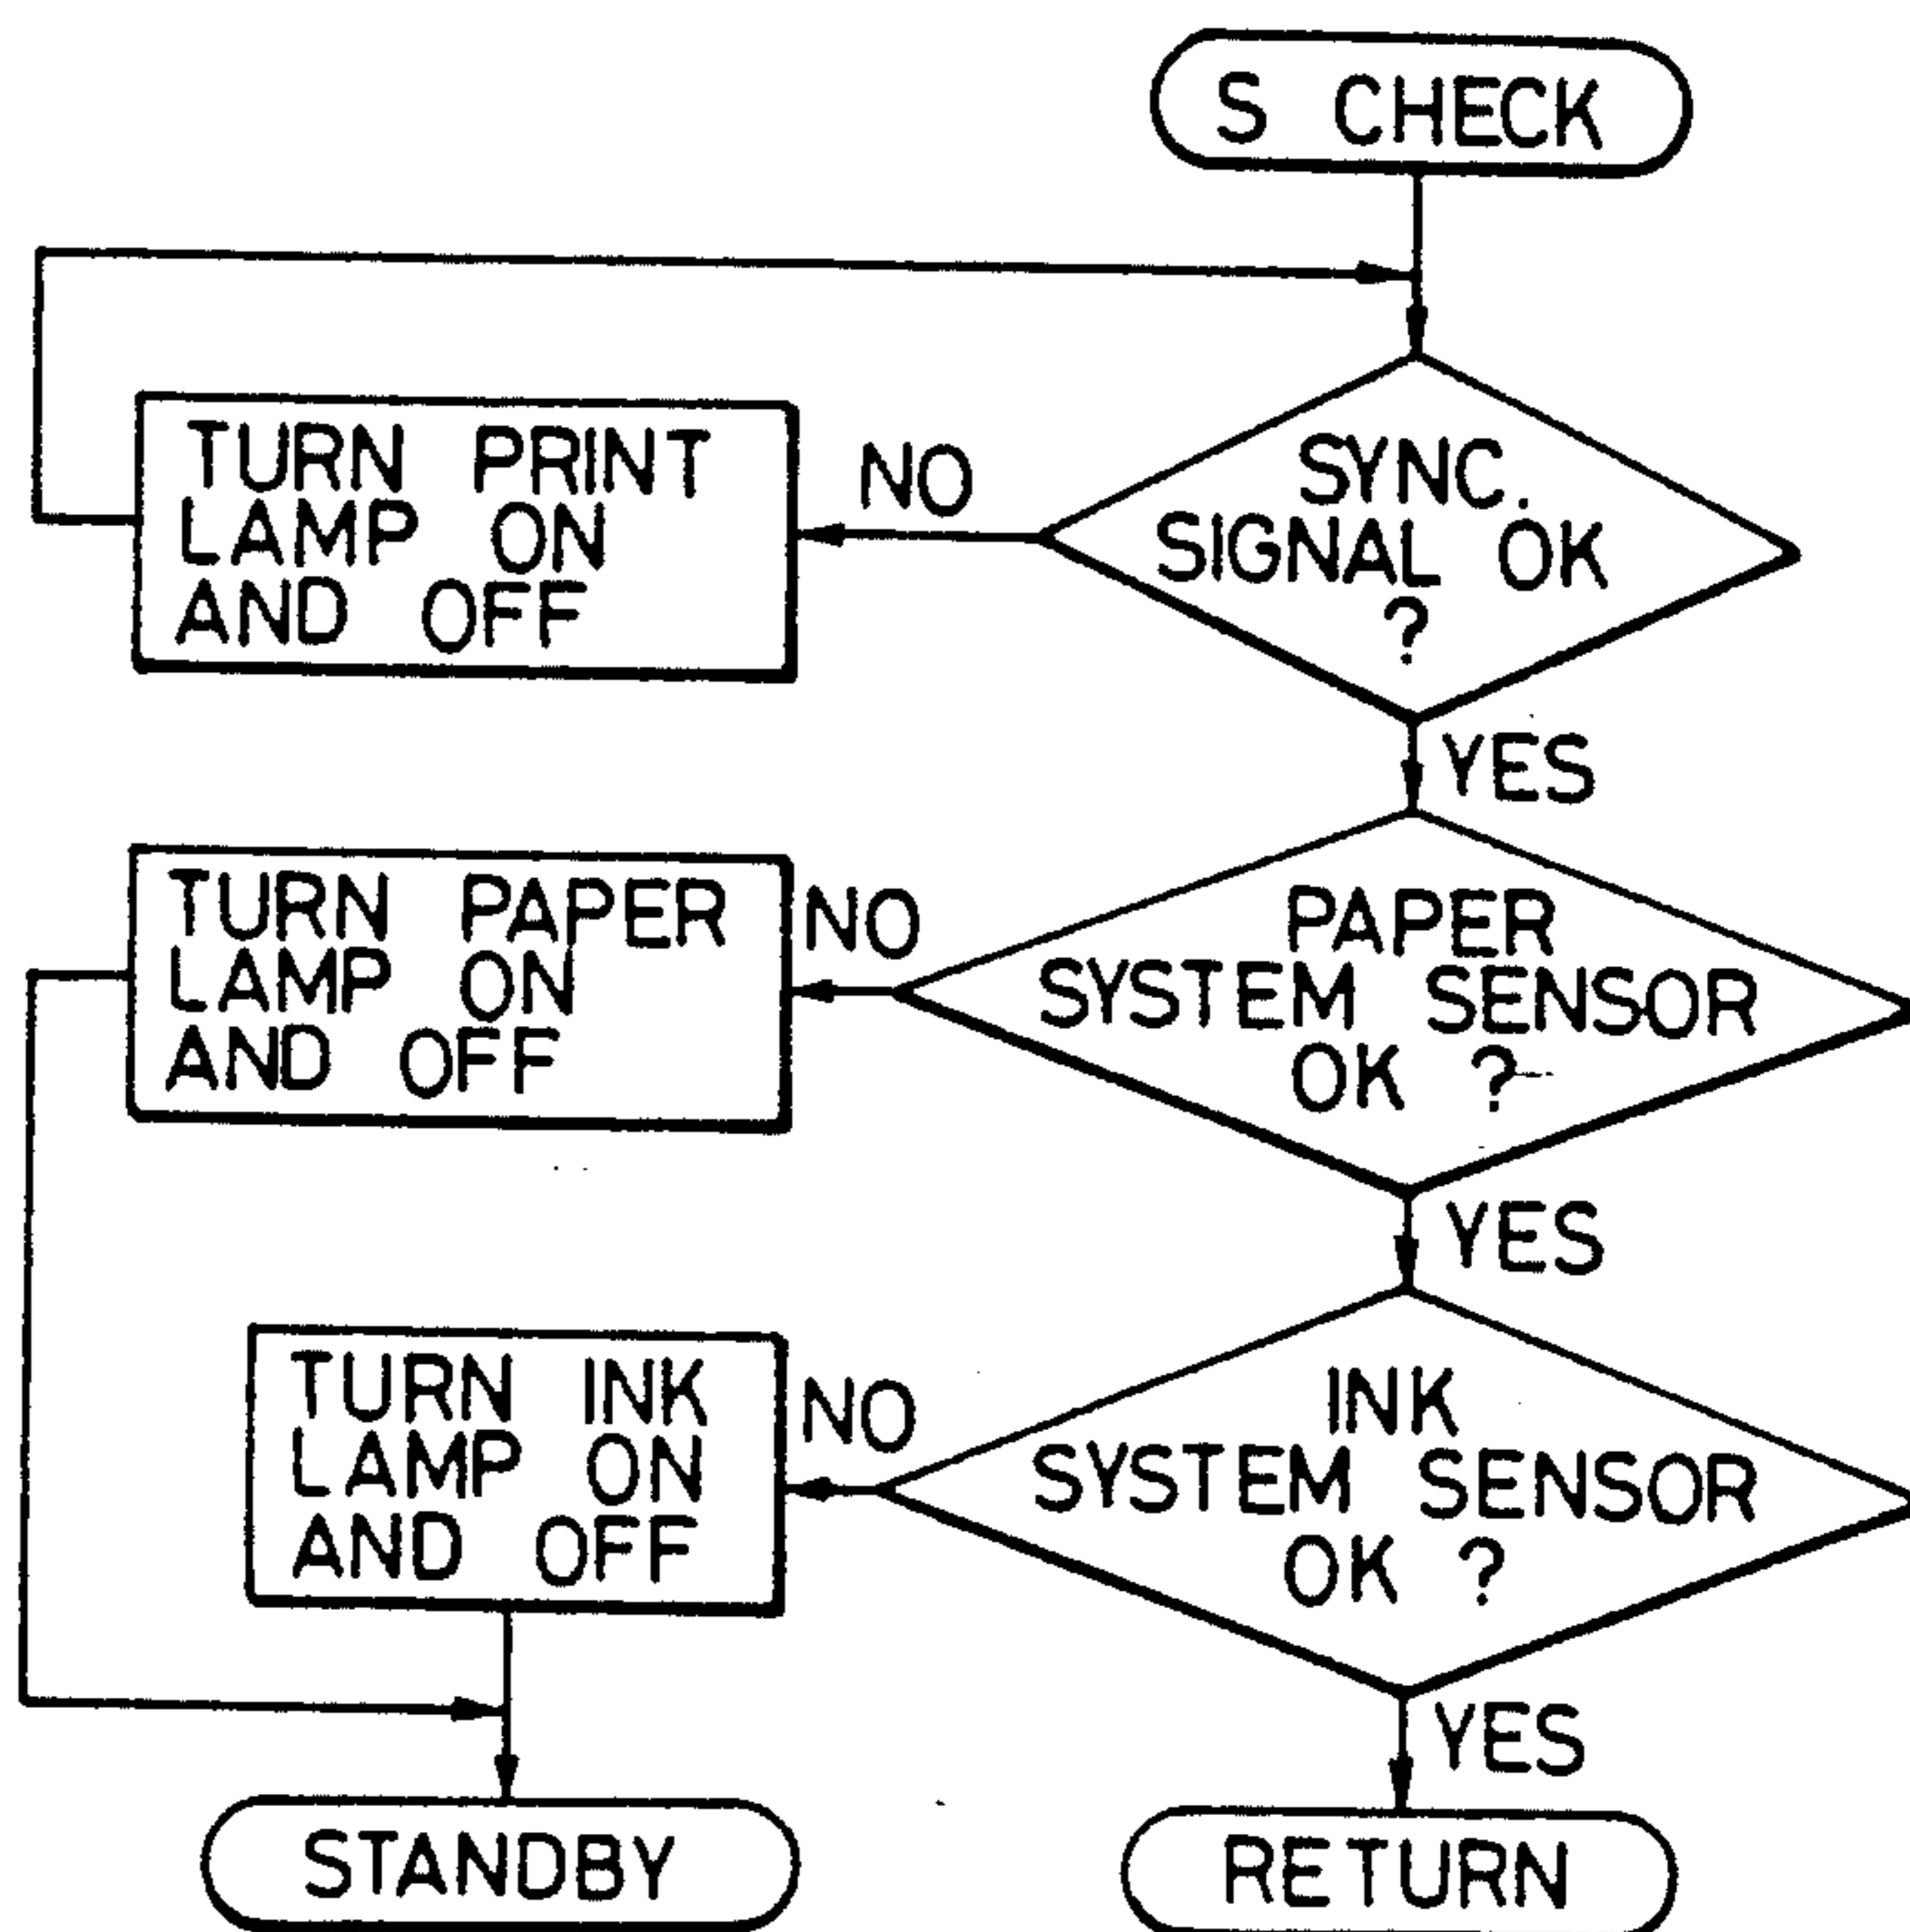 S CHECK
TURN PRINT
LAMP ON
AND OFF
NO
SYNC.
SIGNAL OK
?
YES
TURN PAPER
LAMP ON
AND OFF
NO
PAPER
SYSTEM SENSOR
OK ?
YES
TURN INK
LAMP ON
AND OFF
NO
INK
SYSTEM SENSOR
OK ?
YES
STANDBY
RETURN